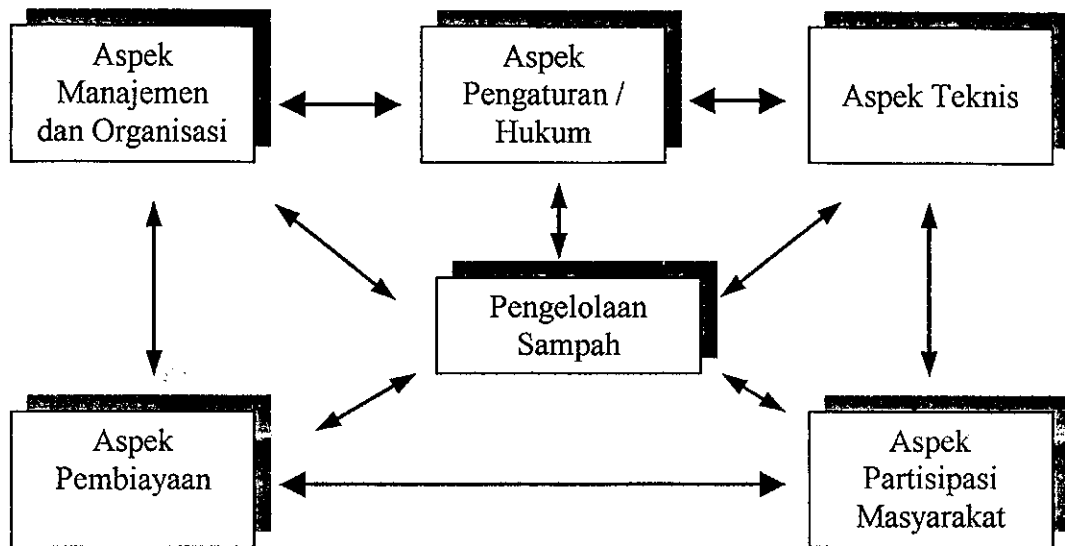 Aspek
Manajemen
dan Organisasi
Aspek
Pengaturan /
Hukum
Aspek Teknis
Pengelolaan
Sampah
Aspek
Pembiayaan
Aspek
Partisipasi
Masyarakat